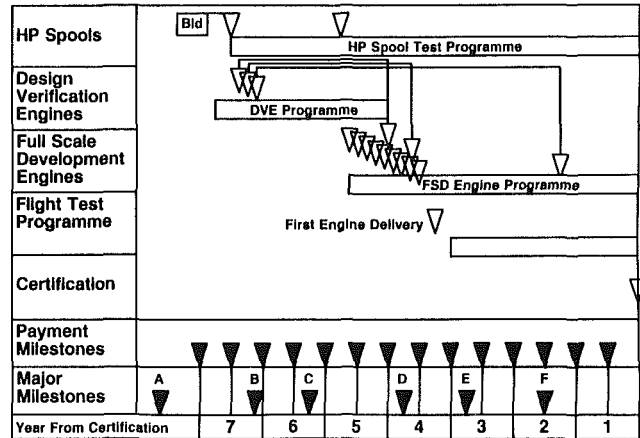 HP Spools
Bld
HP Spool Test Programme
Design
Verification
Engines
DVE Programme
Full Scale
Development
Engines
FSD Engine Programme
Flight Test
Programme
First Engine Delivery
Certification
Payment
Milestones
Major
Milestones
A B C D E F
Year From Certification 7 6 5 4 3 2 1